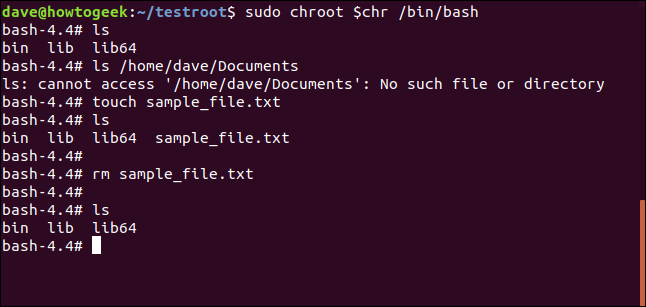 dave@howtogeek:~/testroot$ sudo chroot $chr /bin/bash
bash-4.4# ls
bin  lib  lib64
bash-4.4# ls /home/dave/Documents
ls: cannot access '/home/dave/Documents': No such file or directory
bash-4.4# touch sample_file.txt
bash-4.4# ls
bin  lib  lib64  sample_file.txt
bash-4.4#
bash-4.4# rm sample_file.txt
bash-4.4#
bash-4.4# ls
bin  lib  lib64
bash-4.4#